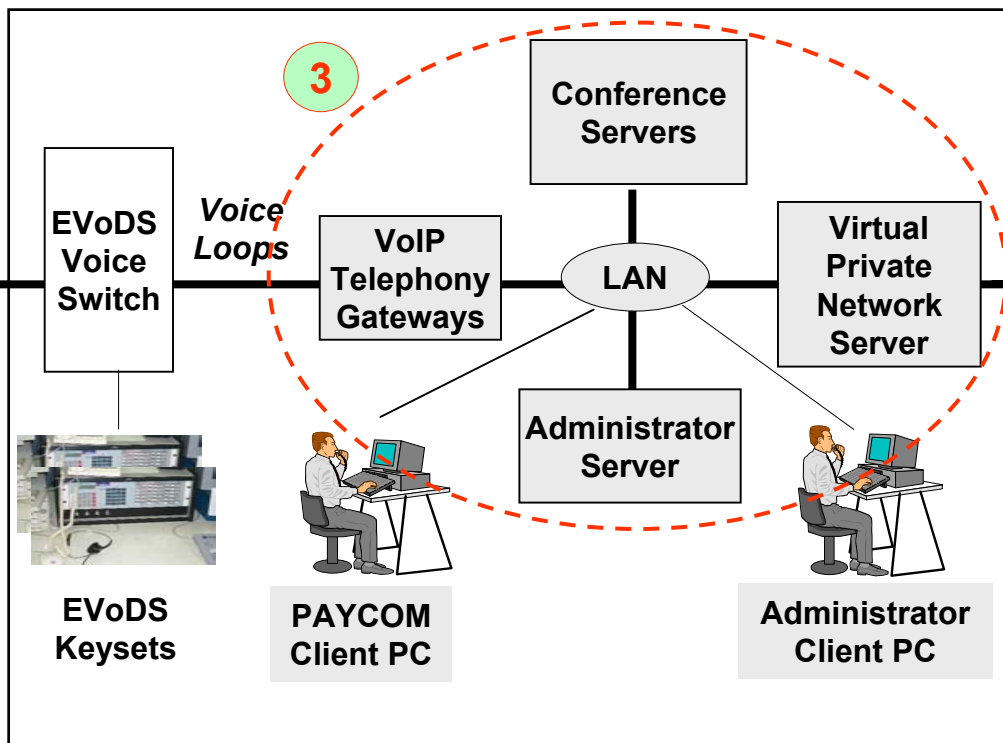 3
Conference
Servers
EVoDS
Voice
Switch
Voice
Loops
VoIP
Telephony
Gateways
LAN
Virtual
Private
Network
Server
Administrator
Server
EVoDS
Keysets
PAYCOM
Client PC
Administrator
Client PC